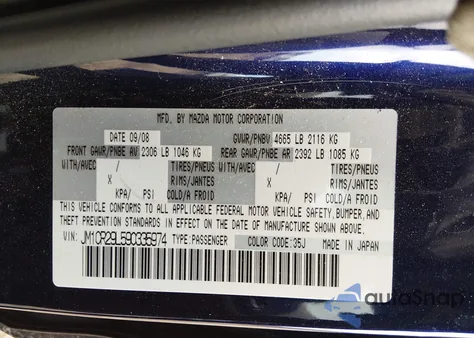 MFD. BY MAZDA MOTOR CORPORATION
DATE 09/08 GVWR/PNBV 4665 LB 2116 KG
FRONT GAWR/PNBE AV 2306 LB 1046 KG REAR GAWR/PNBE AR 2392 LB 1085 KG
WITH/AVEC / TIRES/PNEUS WITH/AVEC / TIRES/PNEUS
X RIMS/JANTES X RIMS/JANTES
KPA/ PSI COLD/A FROID KPA/ PSI COLD/A FROID
THIS VEHICLE CONFORMS TO ALL APPLICABLE FEDERAL MOTOR VEHICLE SAFETY, BUMPER, AND
THEFT PREVENTION STANDARDS IN EFFECT ON THE DATE OF MANUFACTURE SHOWN ABOVE.
VIN: JM1CR29L590335974 TYPE:PASSENGER COLOR CODE:35J MADE IN JAPAN
autoSnap